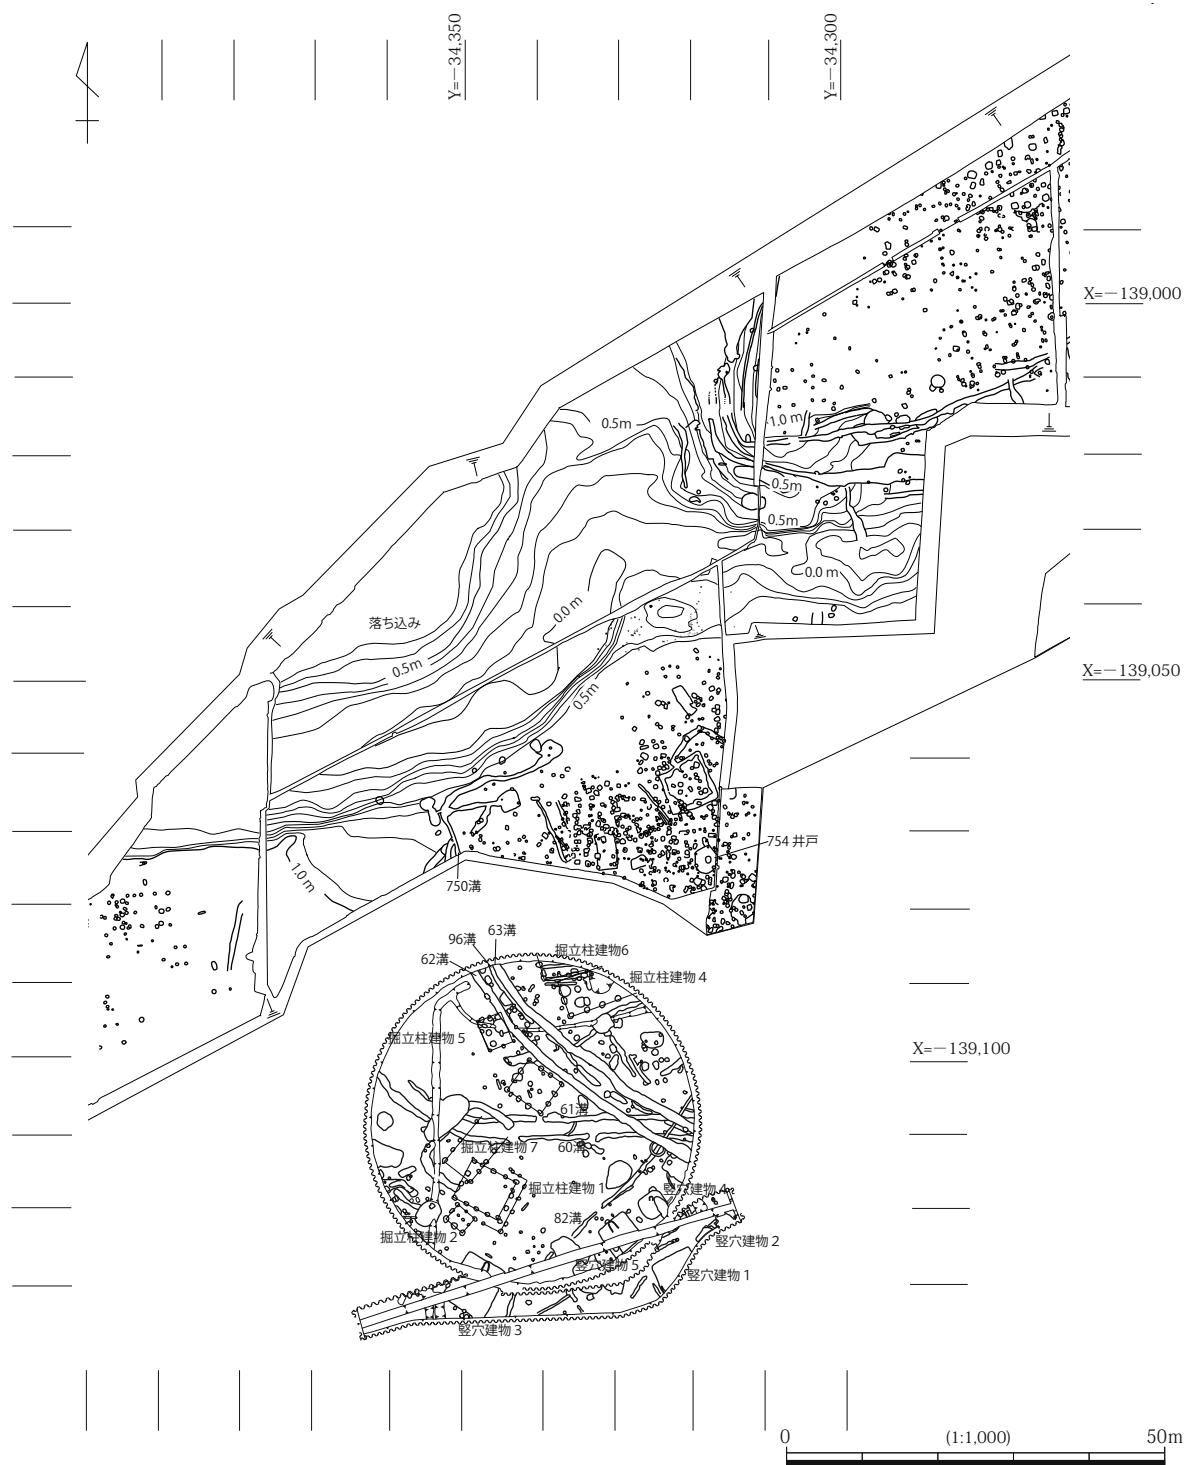 Y=−34,350
Y=−34,300
X=−139,000
1.0 m
0.5m
0.5m
0.5m
0.0 m
0.0 m
落ち込み
0.5m
0.5m
X=−139,050
754 井戸
1.0 m
750溝
63溝
96溝
62溝
掘立柱建物6
掘立柱建物 4
掘立柱建物 5
X=−139,100
61溝
掘立柱建物 7
60溝
掘立柱建物 1
竪穴建物 4
82溝
掘立柱建物 2
竪穴建物 2
竪穴建物 5
竪穴建物 1
竪穴建物 3
0
(1:1,000)
50m